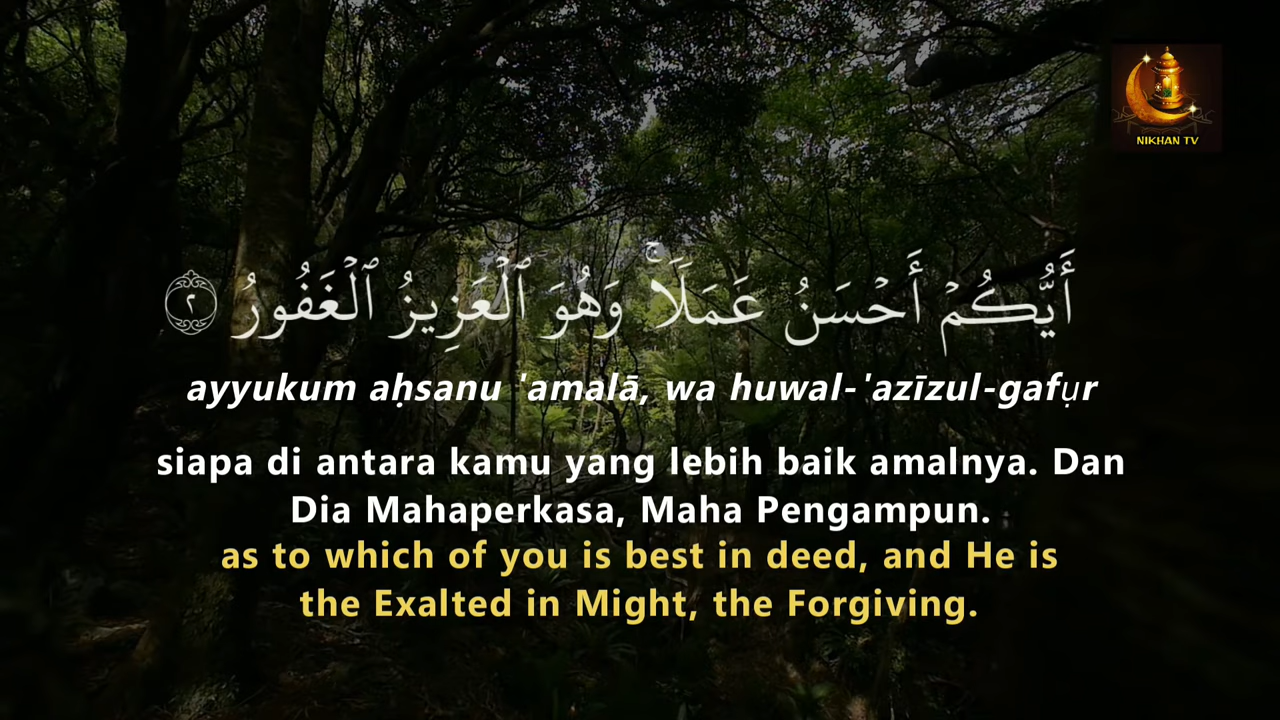 NIKHAN TV
أَيُّكُمْ أَحْسَنُ عَمَلًاۚ وَهُوَ ٱلْعَزِيزُ ٱلْغَفُورُ ٢
ayyukum aḥsanu 'amalā, wa huwal-'azīzul-gafụr
siapa di antara kamu yang lebih baik amalnya. Dan
Dia Mahaperkasa, Maha Pengampun.
as to which of you is best in deed, and He is
the Exalted in Might, the Forgiving.